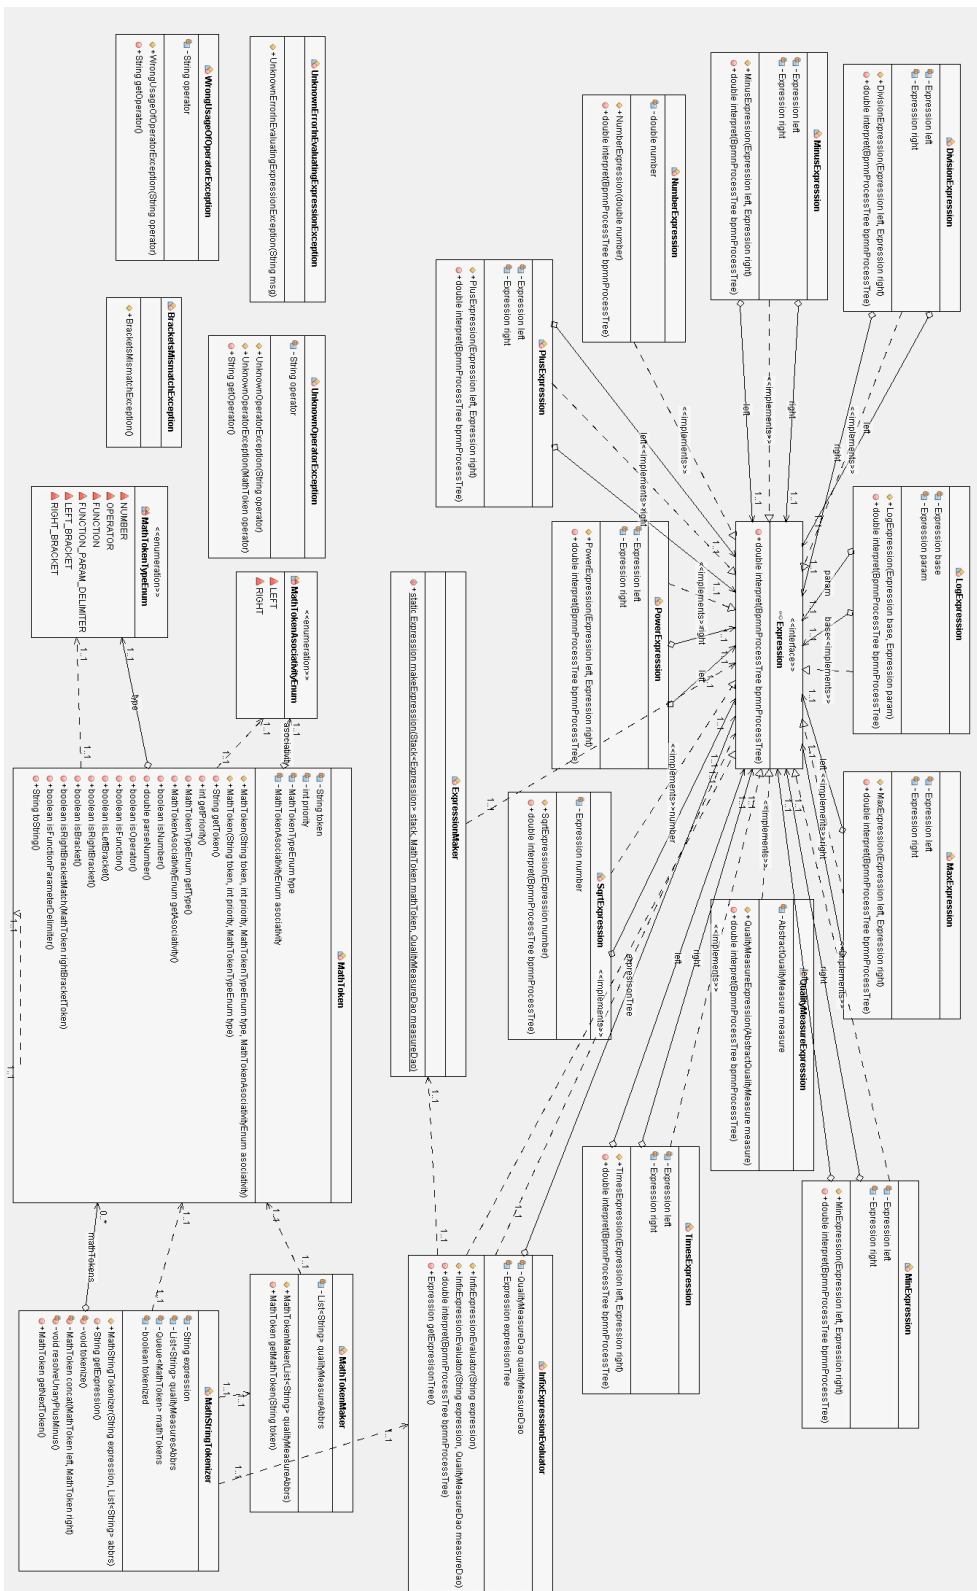 DivisionExpression
- Expression left
- Expression right
+ DivisionExpression(Expression left, Expression right)
+ double interpret(BpmnProcessTree bpmnProcessTree)
LogExpression
- Expression base
- Expression param
+ LogExpression(Expression base, Expression param)
+ double interpret(BpmnProcessTree bpmnProcessTree)
MaxExpression
- Expression left
- Expression right
+ MaxExpression(Expression left, Expression right)
+ double interpret(BpmnProcessTree bpmnProcessTree)
MinExpression
- Expression left
- Expression right
+ MinExpression(Expression left, Expression right)
+ double interpret(BpmnProcessTree bpmnProcessTree)
MinusExpression
- Expression left
- Expression right
+ MinusExpression(Expression left, Expression right)
+ double interpret(BpmnProcessTree bpmnProcessTree)
<<interface>>
Expression
+ double interpret(BpmnProcessTree bpmnProcessTree)
QualityMeasureExpression
- AbstractQualityMeasure measure
+ QualityMeasureExpression(AbstractQualityMeasure measure)
+ double interpret(BpmnProcessTree bpmnProcessTree)
NumberExpression
- double number
+ NumberExpression(double number)
+ double interpret(BpmnProcessTree bpmnProcessTree)
PowerExpression
- Expression left
- Expression right
+ PowerExpression(Expression left, Expression right)
+ double interpret(BpmnProcessTree bpmnProcessTree)
TimesExpression
- Expression left
- Expression right
+ TimesExpression(Expression left, Expression right)
+ double interpret(BpmnProcessTree bpmnProcessTree)
PlusExpression
- Expression left
- Expression right
+ PlusExpression(Expression left, Expression right)
+ double interpret(BpmnProcessTree bpmnProcessTree)
SqrtExpression
- Expression number
+ SqrtExpression(Expression number)
+ double interpret(BpmnProcessTree bpmnProcessTree)
InfixExpressionEvaluator
- QualityMeasureDao qualityMeasureDao
- Expression expresisonTree
+ InfixExpressionEvaluator(String expression)
+ InfixExpressionEvaluator(String expression, QualityMeasureDao measureDao)
+ double interpret(BpmnProcessTree bpmnProcessTree)
+ Expression getExpresisonTree()
ExpressionMaker
+ static Expression makeExpression(Stack<Expression> stack, MathToken mathToken, QualityMeasureDao measureDao)
UnknownErrorInEvaluatingExpressionException
+ UnknownErrorInEvaluatingExpressionException(String msg)
UnknownOperatorException
- String operator
+ UnknownOperatorException(String operator)
+ UnknownOperatorException(MathToken operator)
+ String getOperator()
<<enumeration>>
MathTokenAsociativityEnum
LEFT
RIGHT
MathToken
- String token
- int priority
- MathTokenTypeEnum type
- MathTokenAsociativityEnum asociativity
+ MathToken(String token, int priority, MathTokenTypeEnum type, MathTokenAsociativityEnum asociativity)
+ MathToken(String token, int priority, MathTokenTypeEnum type)
+ String getToken()
+ int getPriority()
+ MathTokenTypeEnum getType()
+ MathTokenAsociativityEnum getAsociativity()
+ boolean isNumber()
+ double parseNumber()
+ boolean isOperator()
+ boolean isFunction()
+ boolean isLeftBracket()
+ boolean isRightBracket()
+ boolean isBracket()
+ boolean isRightBracketMatch(MathToken rightBracketToken)
+ boolean isFunctionParameterDelimiter()
+ String toString()
MathTokenMaker
- List<String> qualityMeasureAbbrs
+ MathTokenMaker(List<String> qualityMeasureAbbrs)
+ MathToken getMathToken(String token)
WrongUsageOfOperatorException
- String operator
+ WrongUsageOfOperatorException(String operator)
+ String getOperator()
BracketsMismatchException
+ BracketsMismatchException()
<<enumeration>>
MathTokenTypeEnum
NUMBER
OPERATOR
FUNCTION
FUNCTION_PARAM_DELIMITER
LEFT_BRACKET
RIGHT_BRACKET
MathStringTokenizer
- String expression
- List<String> qualityMeasuresAbbrs
- Queue<MathToken> mathTokens
- boolean tokenized
+ MathStringTokenizer(String expression, List<String> abbrs)
+ String getExpression()
- void tokenize()
- MathToken concat(MathToken left, MathToken right)
- void resolveUnaryPlusMinus()
+ MathToken getNextToken()
left
right
<<implements>>
param
base
number
expresisonTree
type
asociativity
mathTokens
0..*
1..1